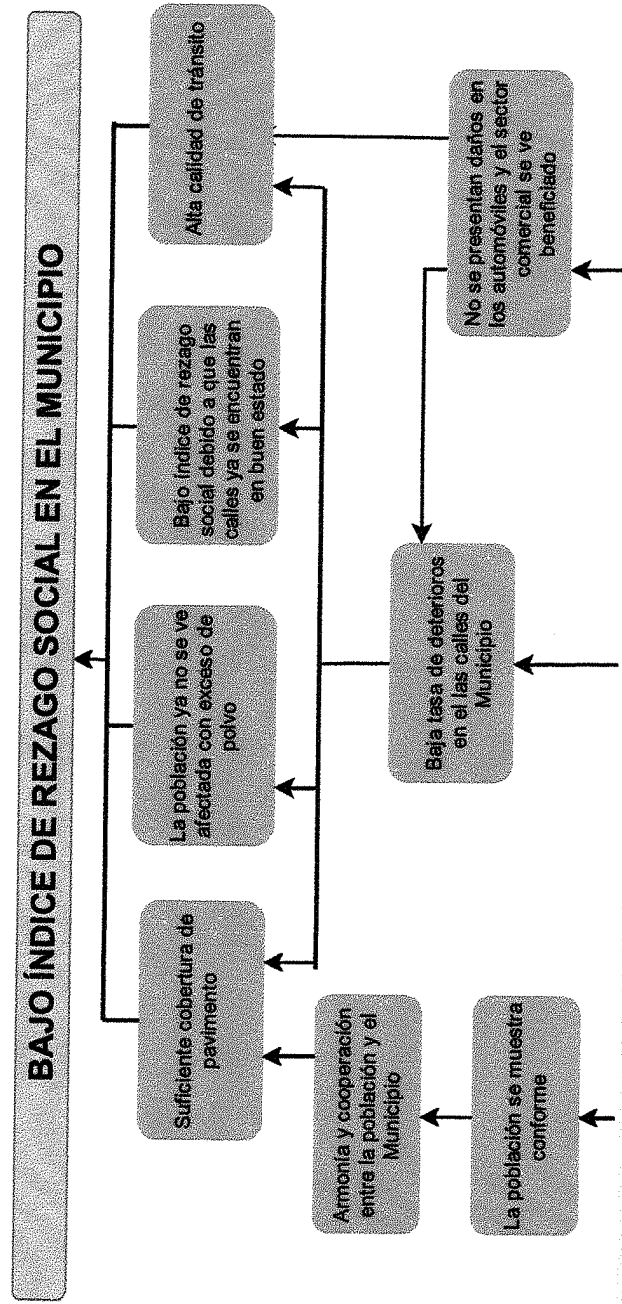 BAJO ÍNDICE DE REZAGO SOCIAL EN EL MUNICIPIO
Suficiente cobertura de
pavimento
La población ya no se ve
afectada con exceso de
polvo
Bajo índice de rezago
social debido a que las
calles ya se encuentran
en buen estado
Alta calidad de tránsito
Armonía y cooperación
entre la población y el
Municipio
La población se muestra
conforme
Baja tasa de deterioros
en el las calles del
Municipio
No se presentan daños en
los automóviles y el sector
comercial se ve
beneficiado